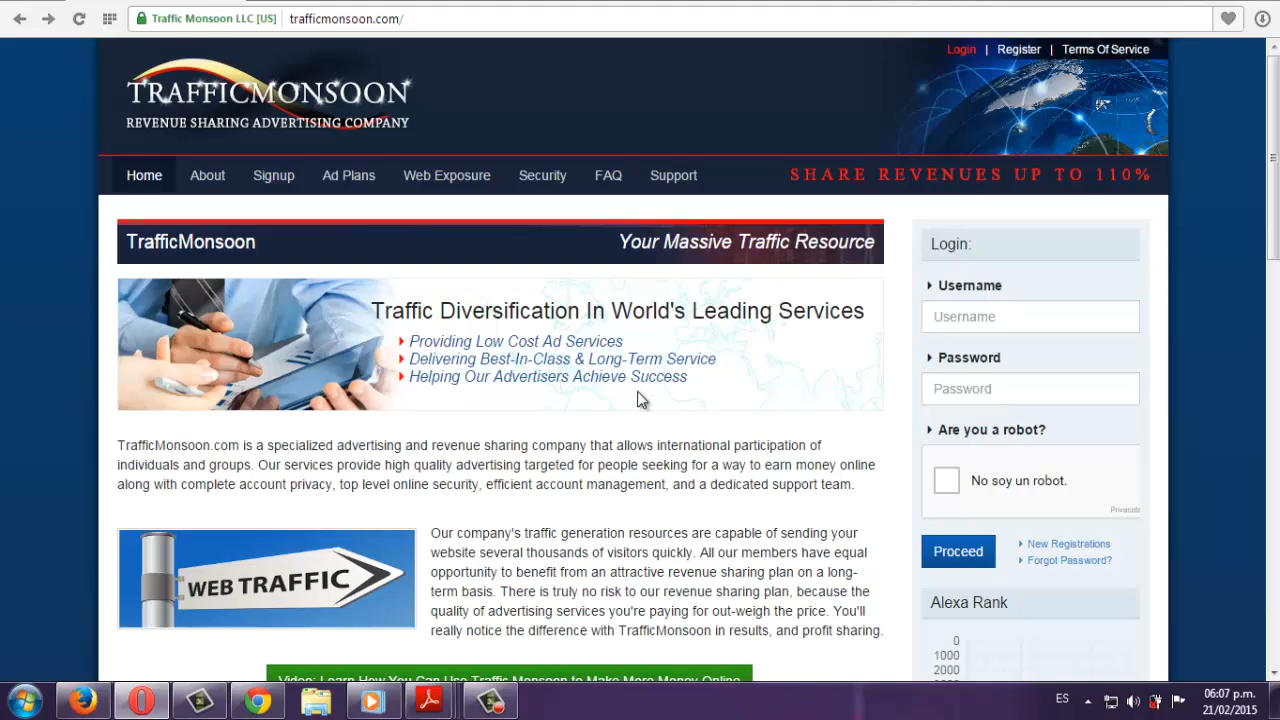 Traffic Monsoon LLC [US]
trafficmonsoon.com/
Login | Register | Terms Of Service
TRAFFICMONSOON
REVENUE SHARING ADVERTISING COMPANY
Home About Signup Ad Plans Web Exposure Security FAQ Support
SHARE REVENUES UP TO 110%
TrafficMonsoon
Your Massive Traffic Resource
Traffic Diversification In World's Leading Services
Providing Low Cost Ad Services
Delivering Best-In-Class & Long-Term Service
Helping Our Advertisers Achieve Success
TrafficMonsoon.com is a specialized advertising and revenue sharing company that allows international participation of
individuals and groups. Our services provide high quality advertising targeted for people seeking for a way to earn money online
along with complete account privacy, top level online security, efficient account management, and a dedicated support team.
WEB TRAFFIC
Our company's traffic generation resources are capable of sending your
website several thousands of visitors quickly. All our members have equal
opportunity to benefit from an attractive revenue sharing plan on a long-
term basis. There is truly no risk to our revenue sharing plan, because the
quality of advertising services you're paying for out-weigh the price. You'll
really notice the difference with TrafficMonsoon in results, and profit sharing.
Video: Learn How You Can Use Traffic Monsoon to Make More Money Online
Login:
Username
Username
Password
Password
Are you a robot?
No soy un robot.
Proceed
New Registrations
Forgot Password?
Alexa Rank
0
1000
2000
ES
06:07 p.m.
21/02/2015